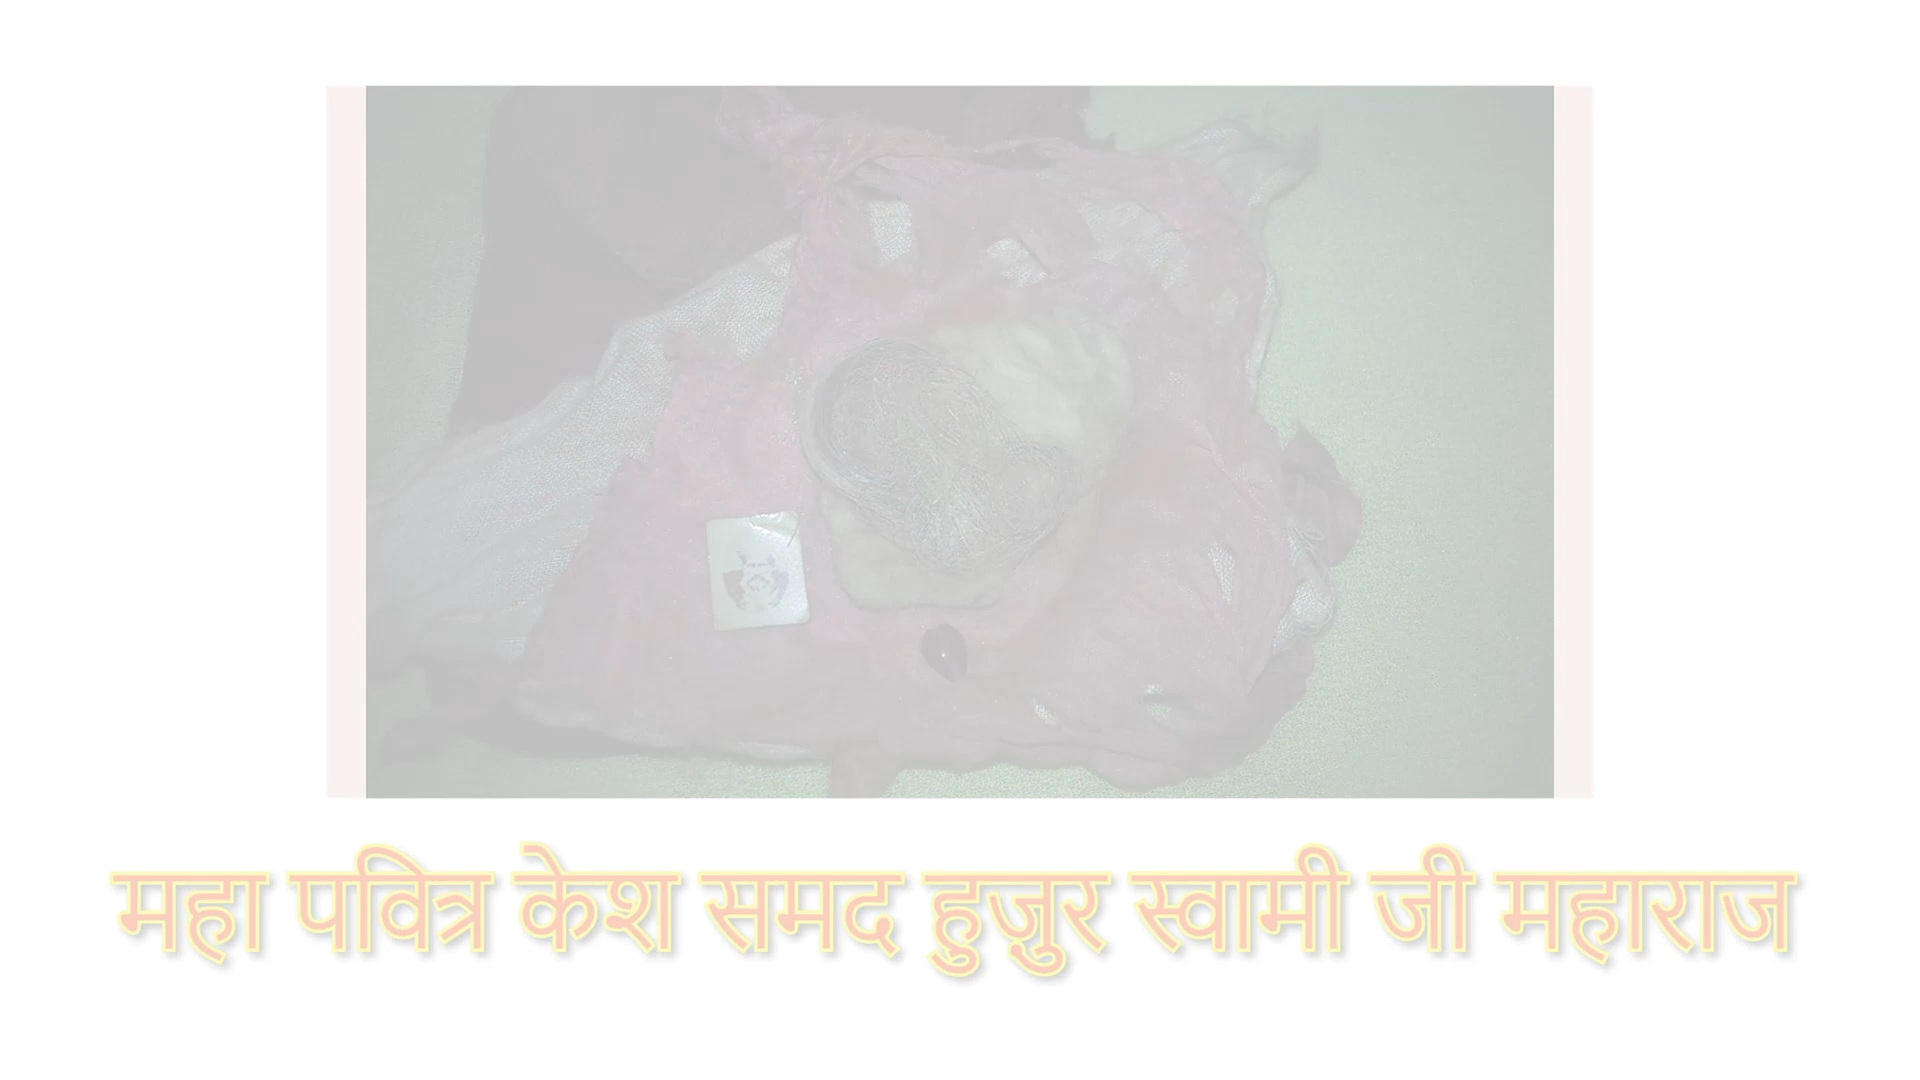 महा पवित्र केश समद हुज़ुर स्वामी जी महाराज